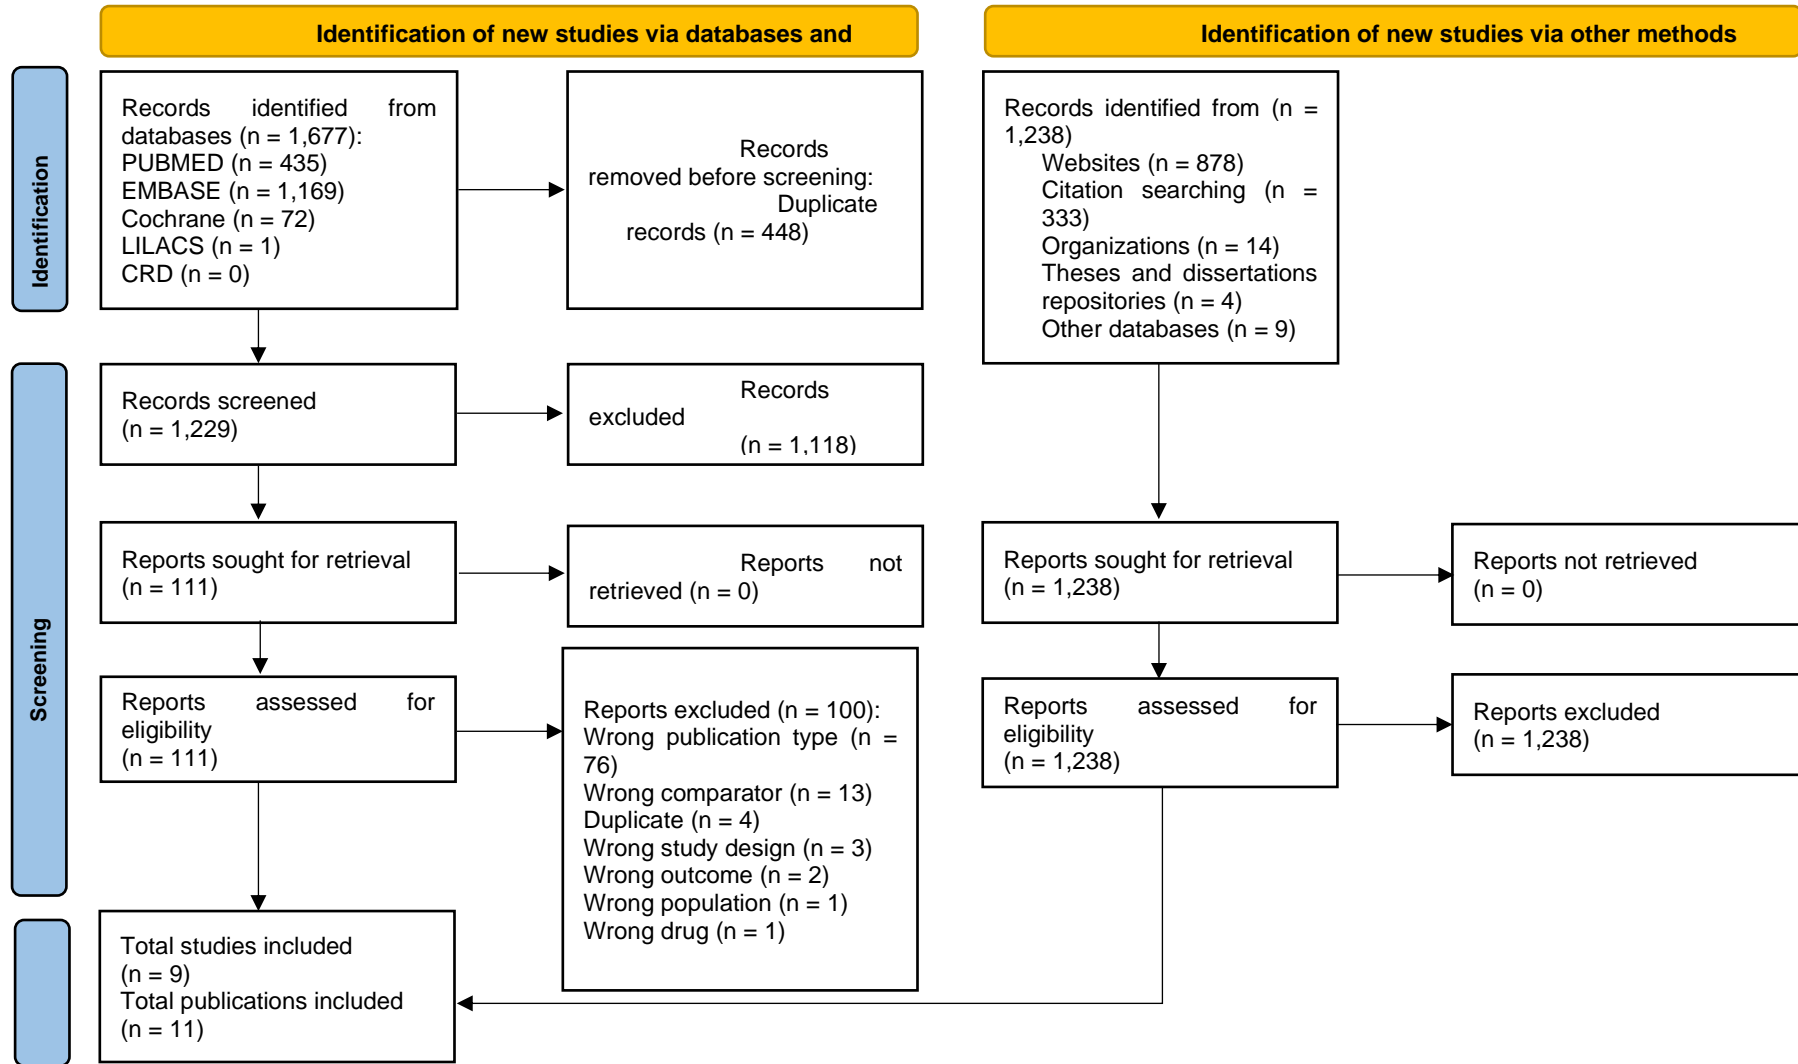 Identification of new studies via databases and
Identification of new studies via other methods
Identification
Records identified from
databases (n = 1,677):
PUBMED (n = 435)
EMBASE (n = 1,169)
Cochrane (n = 72)
LILACS (n = 1)
CRD (n = 0)
Records
removed before screening:
Duplicate
records (n = 448)
Records identified from (n =
1,238)
Websites (n = 878)
Citation searching (n =
333)
Organizations (n = 14)
Theses and dissertations
repositories (n = 4)
Other databases (n = 9)
Screening
Records screened
(n = 1,229)
Records
excluded
(n = 1,118)
Reports sought for retrieval
(n = 111)
Reports not
retrieved (n = 0)
Reports sought for retrieval
(n = 1,238)
Reports not retrieved
(n = 0)
Reports assessed for
eligibility
(n = 111)
Reports excluded (n = 100):
Wrong publication type (n =
76)
Wrong comparator (n = 13)
Duplicate (n = 4)
Wrong study design (n = 3)
Wrong outcome (n = 2)
Wrong population (n = 1)
Wrong drug (n = 1)
Reports assessed for
eligibility
(n = 1,238)
Reports excluded
(n = 1,238)
Total studies included
(n = 9)
Total publications included
(n = 11)